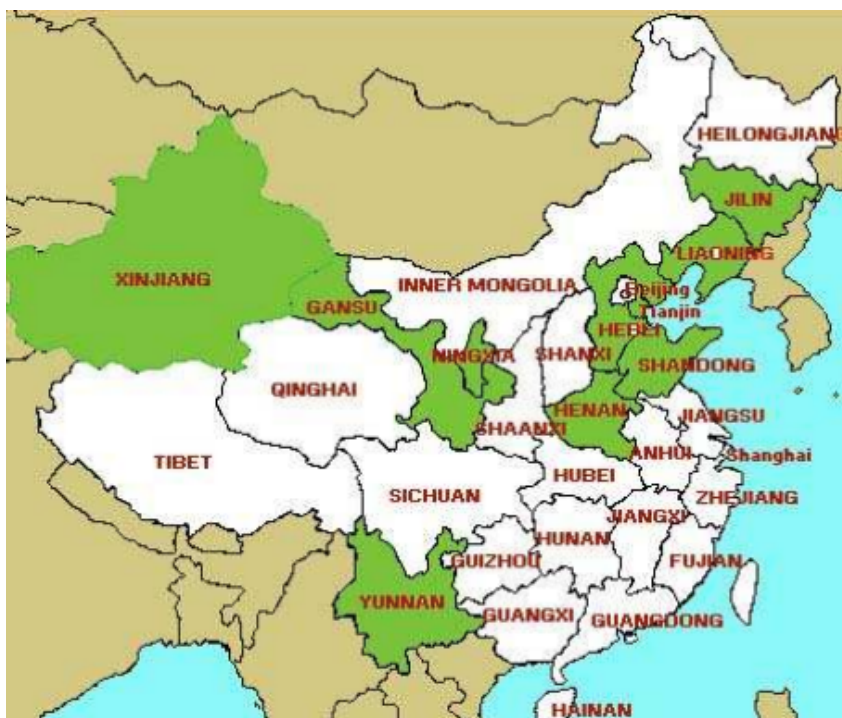 HEILONGJIANG
JILIN
LIAONING
XINJIANG
INNER MONGOLIA
Beijing
GANSU
Tianjin
HEBEI
NINGXIA
SHANXI
SHANDONG
QINGHAI
HENAN
JIANGSU
SHAANXI
TIBET
ANHUI
Shanghai
HUBEI
SICHUAN
ZHEJIANG
JIANGXI
HUNAN
GUIZHOU
FUJIAN
YUNNAN
GUANGXI
GUANGDONG
HAINAN